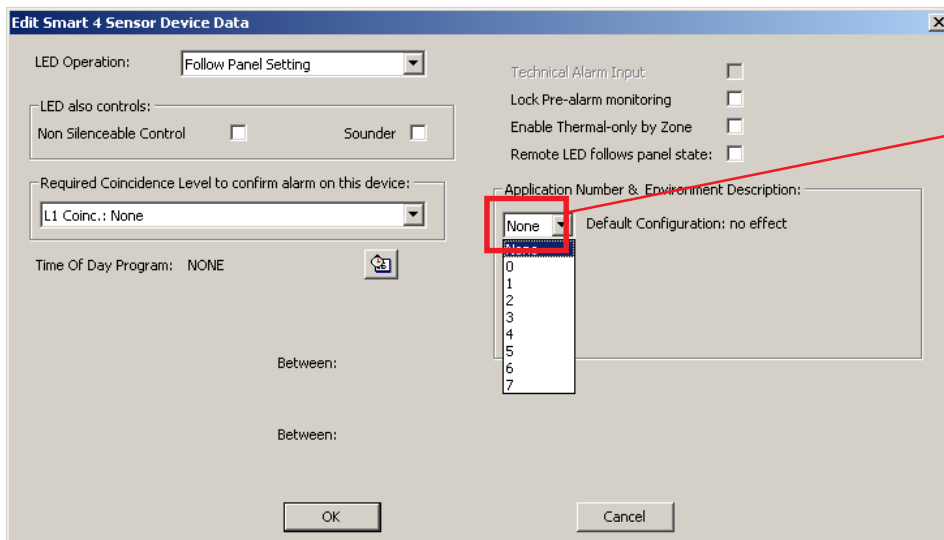 Edit Smart 4 Sensor Device Data
LED Operation:
Follow Panel Setting
LED also controls:
Non Silenceable Control
Sounder
Required Coincidence Level to confirm alarm on this device:
L1 Coinc.: None
Time Of Day Program: NONE
Between:
Between:
Technical Alarm Input
Lock Pre-alarm monitoring
Enable Thermal-only by Zone
Remote LED follows panel state:
Application Number & Environment Description:
None
Default Configuration: no effect
None
0
1
2
3
4
5
6
7
OK
Cancel